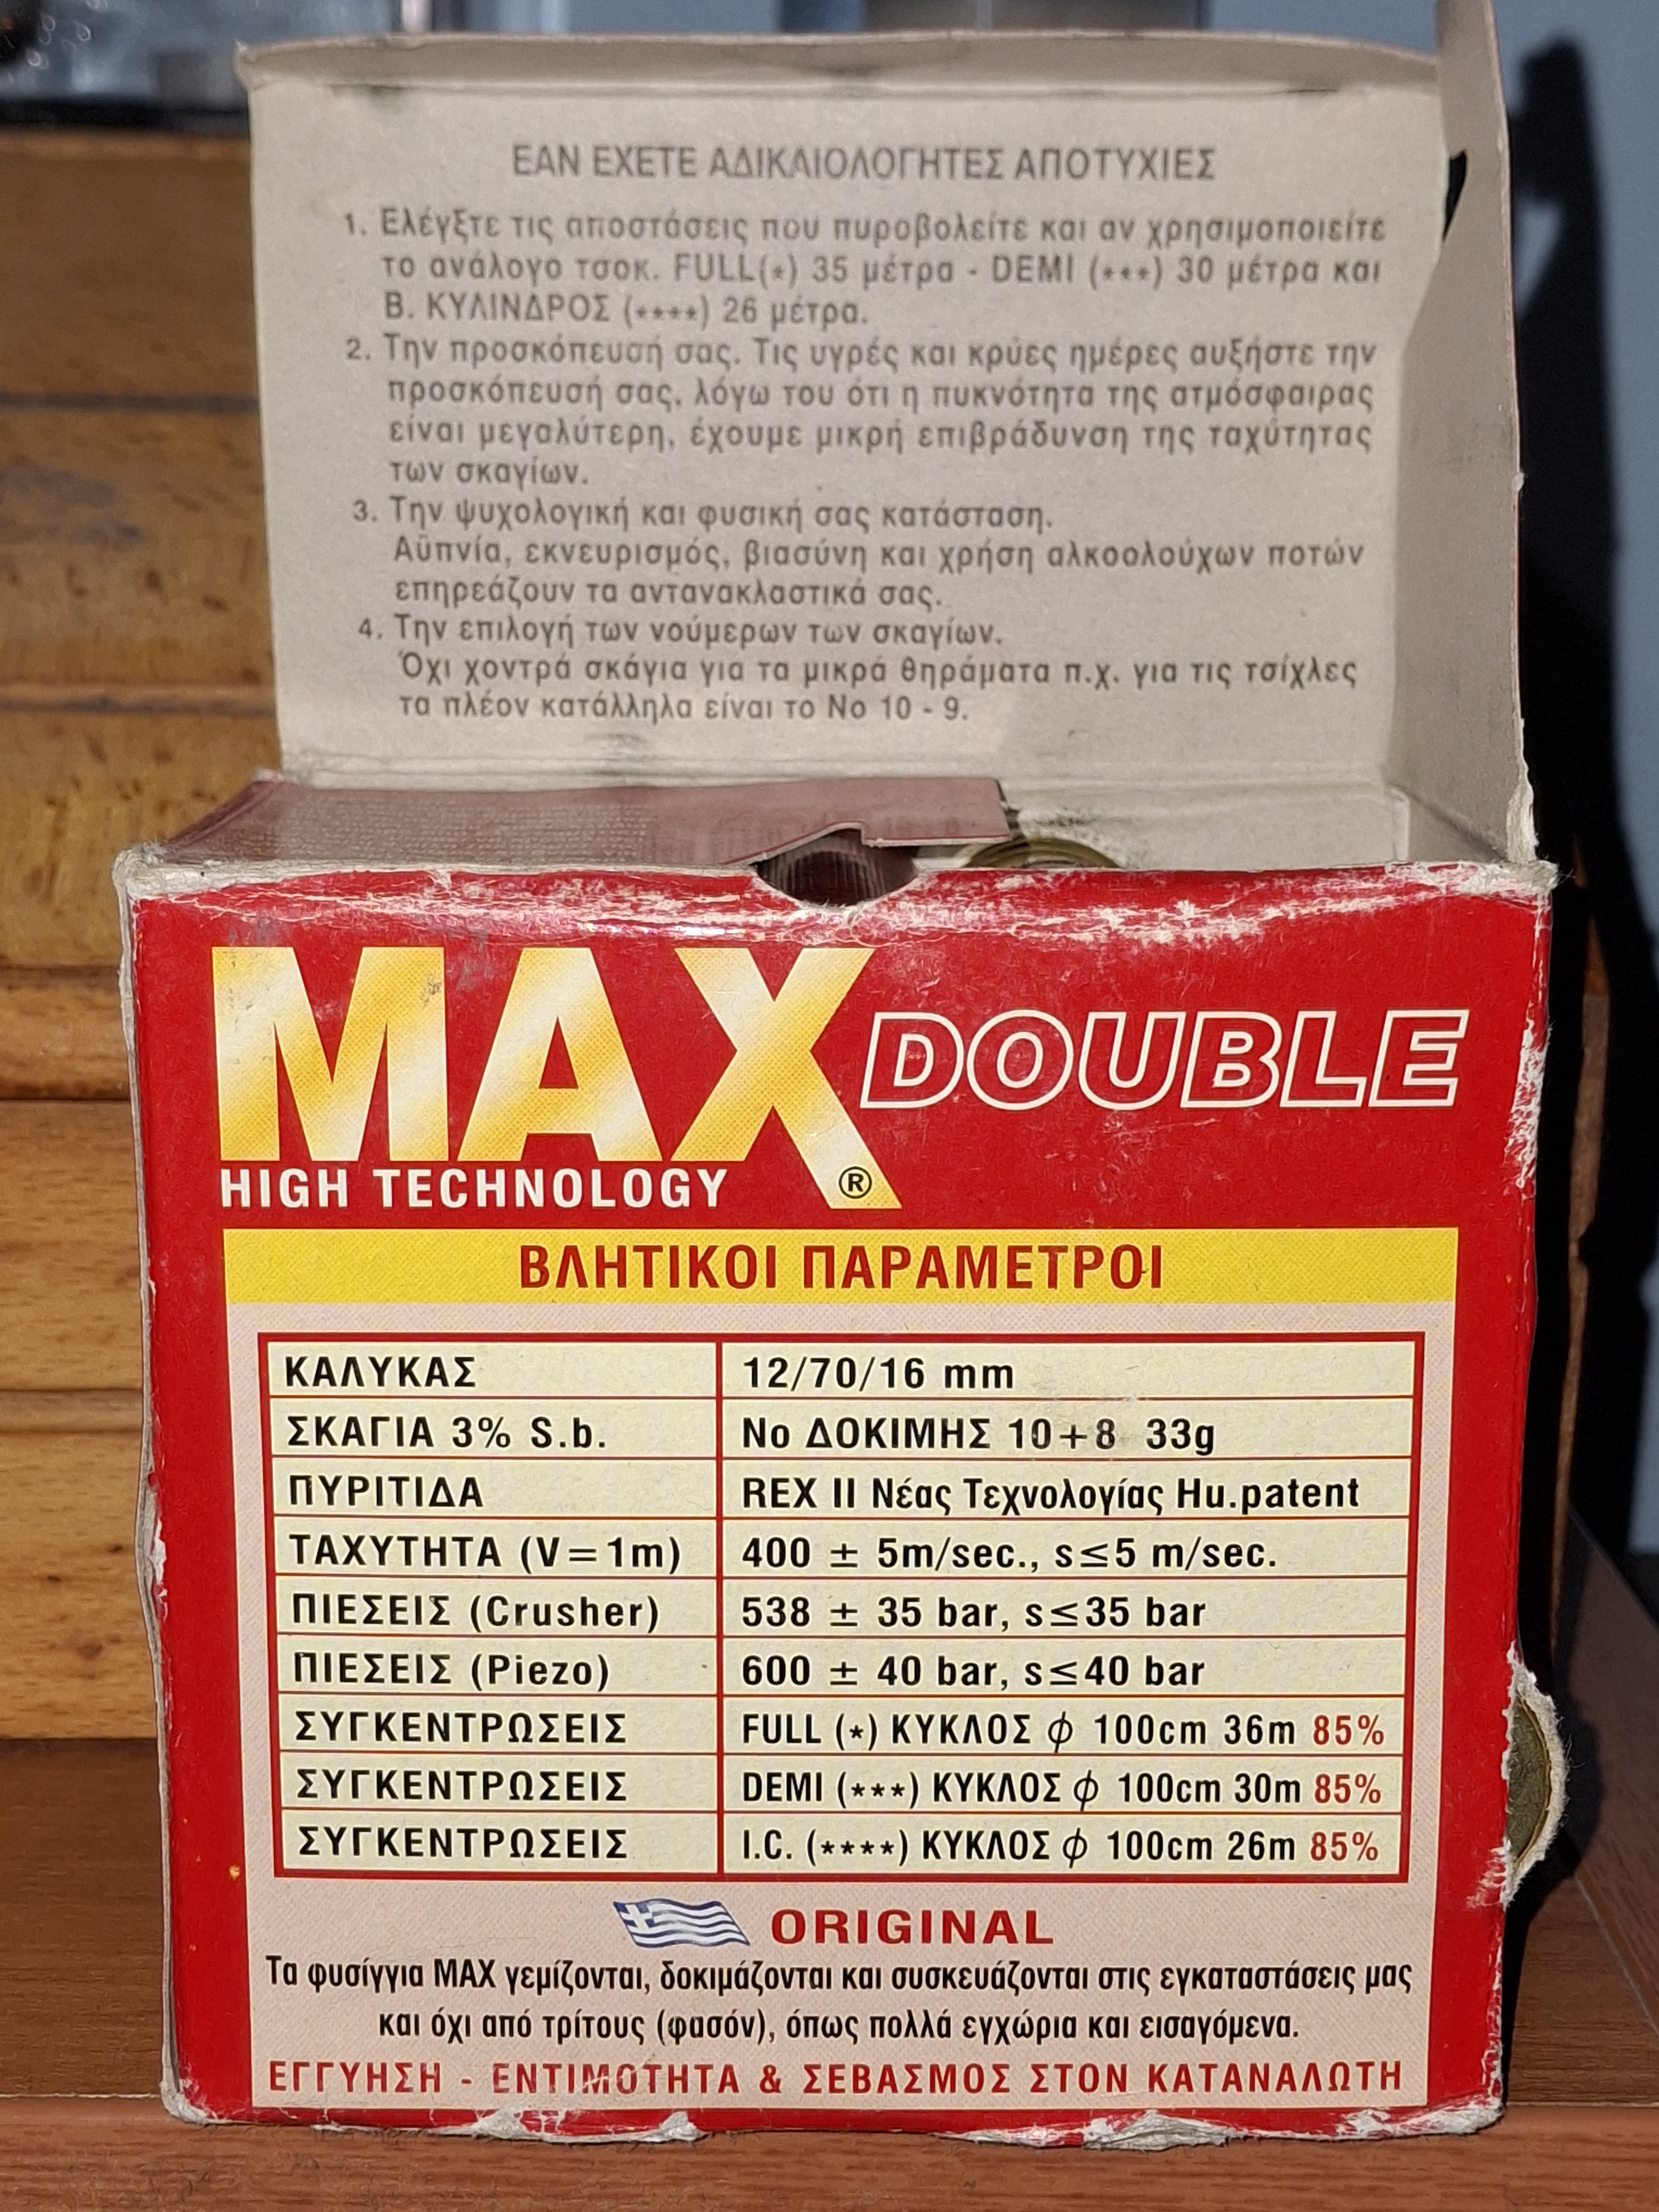 ΕΑΝ ΕΧΕΤΕ ΑΔΙΚΑΙΟΛΟΓΗΤΕΣ ΑΠΟΤΥΧΙΕΣ
1. Ελέγξτε τις αποστάσεις που πυροβολείτε και αν χρησιμοποιείτε
το ανάλογο τσοκ. FULL(*) 35 μέτρα - DEMI (***) 30 μέτρα και
Β. ΚΥΛΙΝΔΡΟΣ (****) 26 μέτρα.
2. Την προσκόπευσή σας. Τις υγρές και κρύες ημέρες αυξήστε την
προσκόπευσή σας, λόγω του ότι η πυκνότητα της ατμόσφαιρας
είναι μεγαλύτερη, έχουμε μικρή επιβράδυνση της ταχύτητας
των σκαγίων.
3. Την ψυχολογική και φυσική σας κατάσταση.
Αϋπνία, εκνευρισμός, βιασύνη και χρήση αλκοολούχων ποτών
επηρεάζουν τα αντανακλαστικά σας.
4. Την επιλογή των νούμερων των σκαγίων.
Όχι χοντρά σκάγια για τα μικρά θηράματα π.χ. για τις τσίχλες
τα πλέον κατάλληλα είναι το Νο 10 - 9.
MAX DOUBLE
HIGH TECHNOLOGY ®
ΒΛΗΤΙΚΟΙ ΠΑΡΑΜΕΤΡΟΙ
ΚΑΛΥΚΑΣ 12/70/16 mm
ΣΚΑΓΙΑ 3% S.b. Νο ΔΟΚΙΜΗΣ 10+8 33g
ΠΥΡΙΤΙΔΑ REX II Νέας Τεχνολογίας Hu.patent
ΤΑΧΥΤΗΤΑ (V=1m) 400 ± 5m/sec., s≤5 m/sec.
ΠΙΕΣΕΙΣ (Crusher) 538 ± 35 bar, s≤35 bar
ΠΙΕΣΕΙΣ (Piezo) 600 ± 40 bar, s≤40 bar
ΣΥΓΚΕΝΤΡΩΣΕΙΣ FULL (*) ΚΥΚΛΟΣ ϕ 100cm 36m 85%
ΣΥΓΚΕΝΤΡΩΣΕΙΣ DEMI (***) ΚΥΚΛΟΣ ϕ 100cm 30m 85%
ΣΥΓΚΕΝΤΡΩΣΕΙΣ I.C. (****) ΚΥΚΛΟΣ ϕ 100cm 26m 85%
ORIGINAL
Τα φυσίγγια MAX γεμίζονται, δοκιμάζονται και συσκευάζονται στις εγκαταστάσεις μας
και όχι από τρίτους (φασόν), όπως πολλά εγχώρια και εισαγόμενα.
ΕΓΓΥΗΣΗ - ΕΝΤΙΜΟΤΗΤΑ & ΣΕΒΑΣΜΟΣ ΣΤΟΝ ΚΑΤΑΝΑΛΩΤΗ